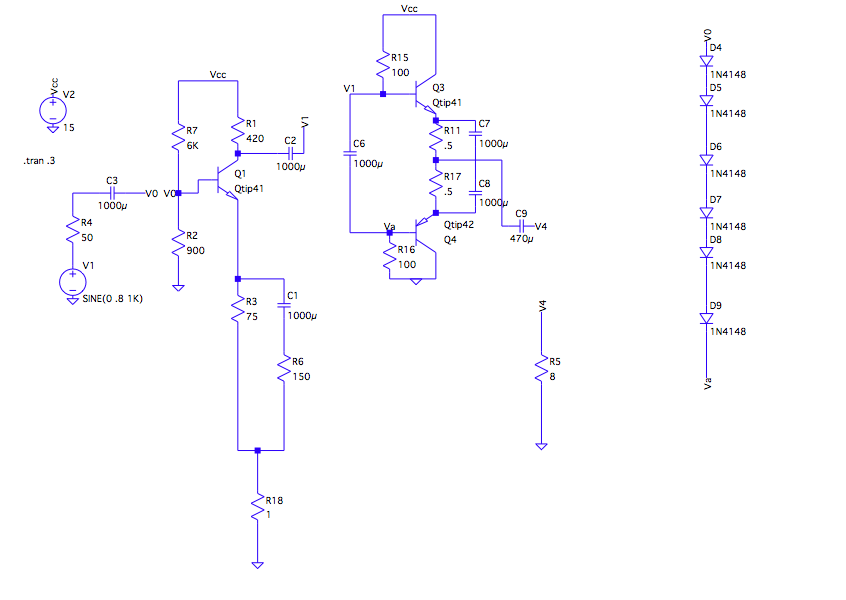 Vcc
V2
15
.tran .3
C3
1000µ
V0
R4
50
V1
SINE(0 .8 1K)
Vcc
R7
6K
R1
420
V1
C2
1000µ
V0
Q1
Qtip41
R2
900
R3
75
C1
1000µ
R6
150
R18
1
Vcc
R15
100
V1
Q3
Qtip41
C6
1000µ
R11
.5
C7
1000µ
R17
.5
C8
1000µ
Va
Qtip42
Q4
R16
100
C9
470µ
V4
V4
R5
8
V0
D4
1N4148
D5
1N4148
D6
1N4148
D7
1N4148
D8
1N4148
D9
1N4148
Va